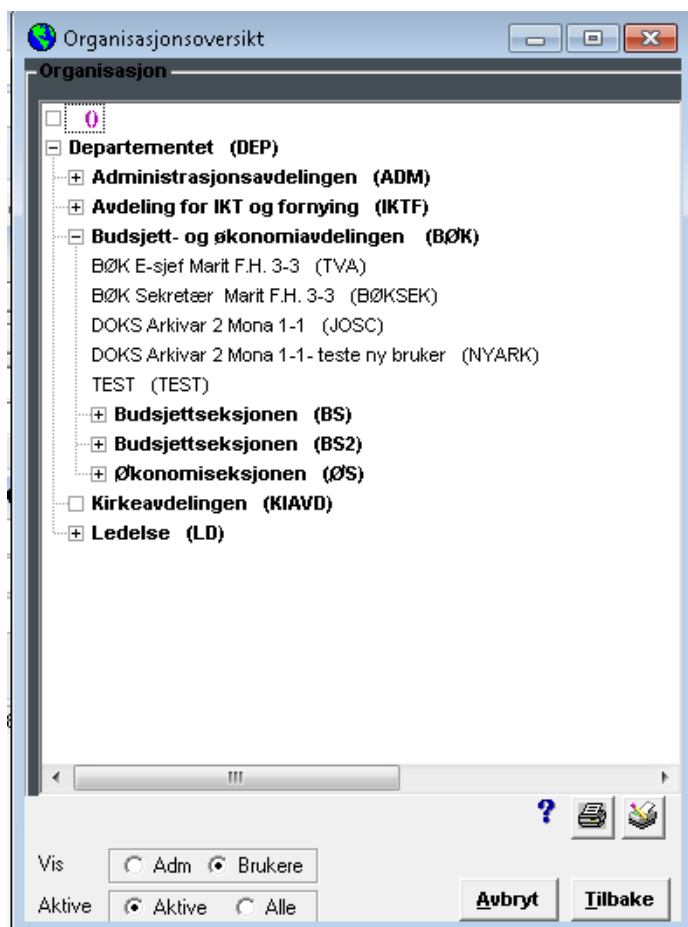 Organisasjonsoversikt
Organisasjon
()
Departementet (DEP)
Administrasjonsavdelingen (ADM)
Avdeling for IKT og fornying (IKTF)
Budsjett- og økonomiavdelingen (BØK)
BØK E-sjef Marit F.H. 3-3 (TVA)
BØK Sekretær Marit F.H. 3-3 (BØKSEK)
DOKS Arkivar 2 Mona 1-1 (JOSC)
DOKS Arkivar 2 Mona 1-1- teste ny bruker (NYARK)
TEST (TEST)
Budsjettseksjonen (BS)
Budsjettseksjonen (BS2)
Økonomiseksjonen (ØS)
Kirkeavdelingen (KIAVD)
Ledelse (LD)
?
Vis Adm Brukere
Aktive Aktive Alle Avbryt Tilbake